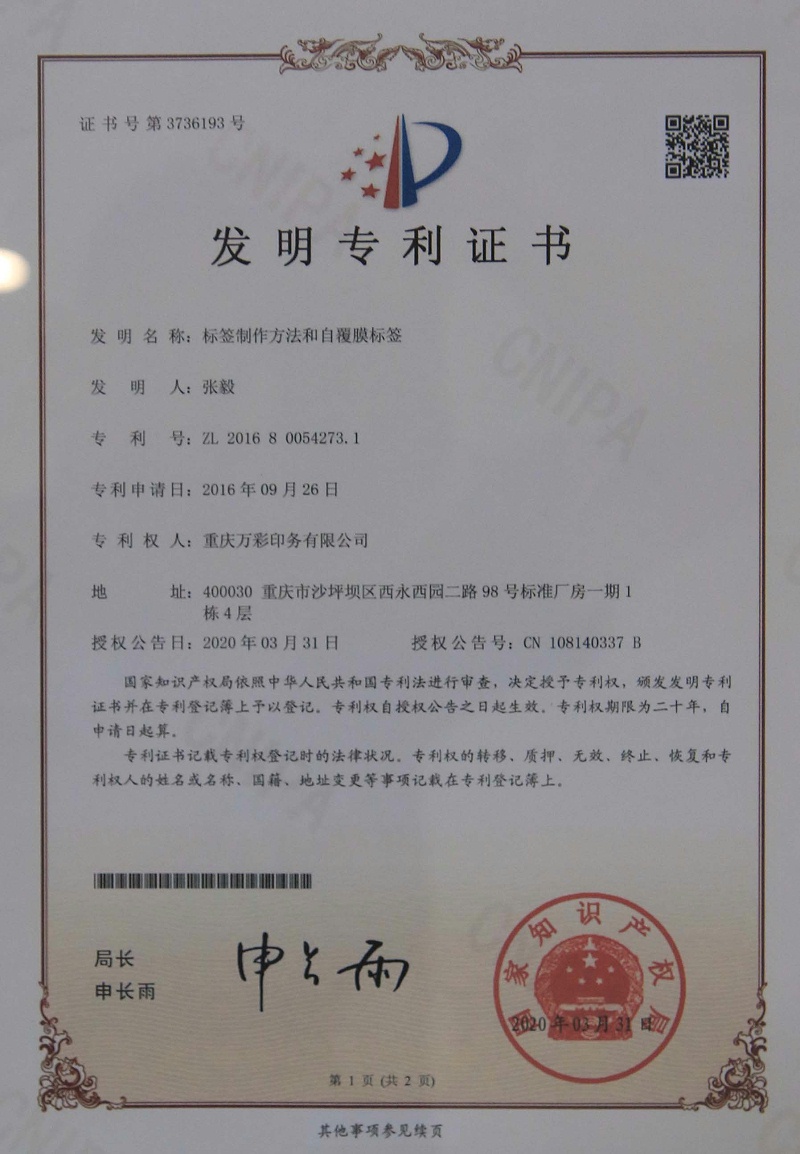 证书号第3736193号
发明专利证书
发明名称：标签制作方法和自覆膜标签
发明人：张毅
专利号：ZL 2016 8 0054273.1
专利申请日：2016年09月26日
专利权人：重庆万彩印务有限公司
地址：400030 重庆市沙坪坝区西永西园二路98号标准厂房一期1
栋4层
授权公告日：2020年03月31日 授权公告号：CN 108140337 B
国家知识产权局依照中华人民共和国专利法进行审查，决定授予专利权，颁发发明专利
证书并在专利登记簿上予以登记。专利权自授权公告之日起生效。专利权期限为二十年，自
申请日起算。
专利证书记载专利权登记时的法律状况。专利权的转移、质押、无效、终止、恢复和专
利权人的姓名或名称、国籍、地址变更等事项记载在专利登记簿上。
局长
申长雨
申长雨
国家知识产权局
2020年03月31日
第1页(共2页)
其他事项参见续页
CNIPA
CNIPA
CNIPA